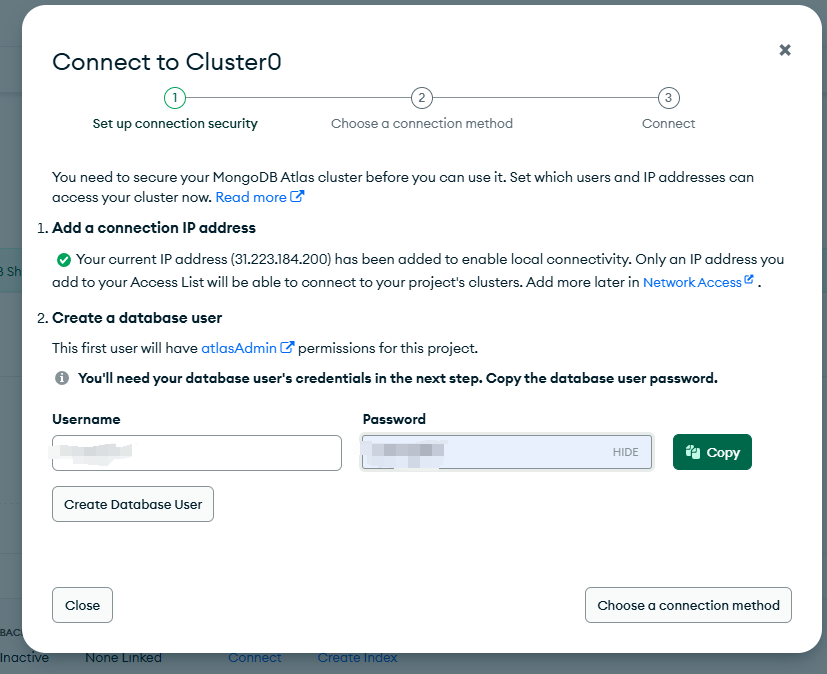 Connect to Cluster0
1
2
3
Set up connection security
Choose a connection method
Connect
You need to secure your MongoDB Atlas cluster before you can use it. Set which users and IP addresses can
access your cluster now. Read more
1. Add a connection IP address
Your current IP address (31.223.184.200) has been added to enable local connectivity. Only an IP address you
add to your Access List will be able to connect to your project's clusters. Add more later in Network Access .
2. Create a database user
This first user will have atlasAdmin permissions for this project.
You'll need your database user's credentials in the next step. Copy the database user password.
Username
Password
HIDE
Copy
Create Database User
Close
Choose a connection method
B Sh
BAC
Inactive
None Linked
Connect
Create Index